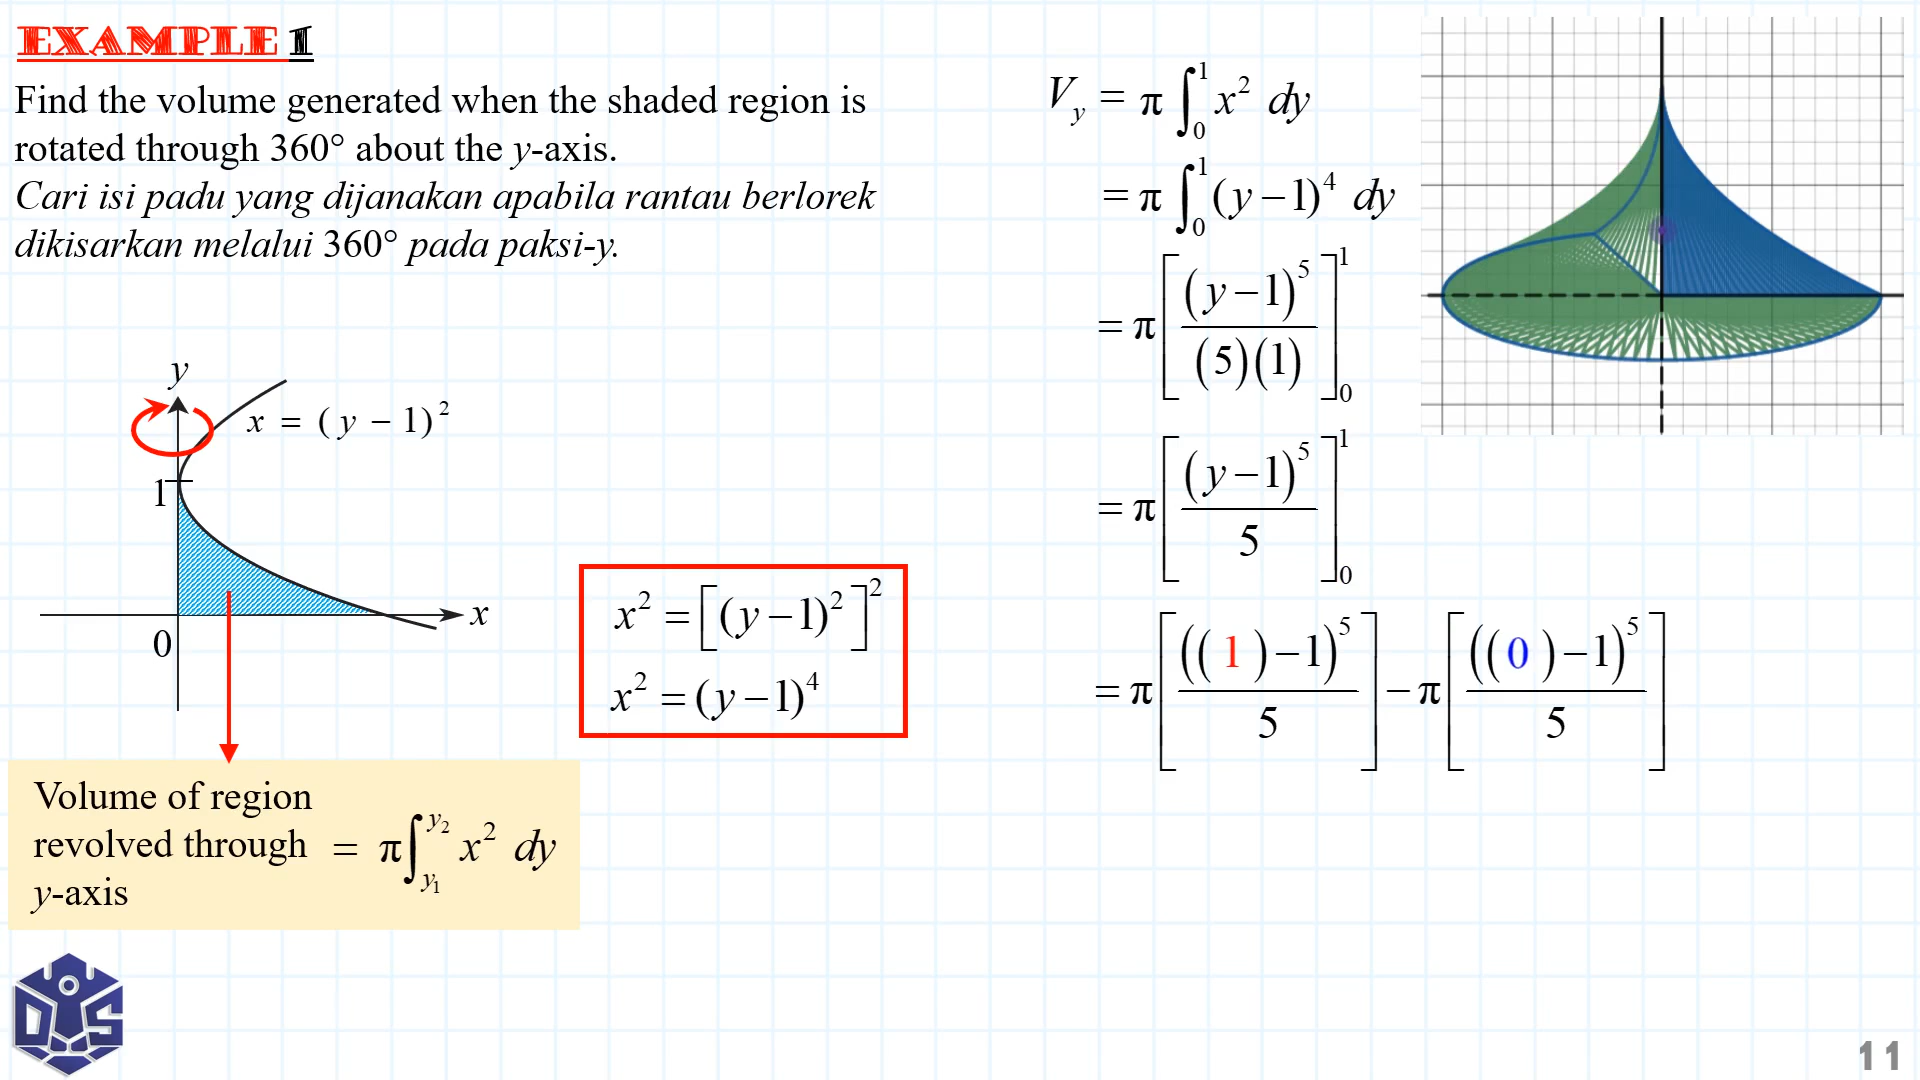 EXAMPLE 1
Find the volume generated when the shaded region is
rotated through 360° about the y-axis.
Cari isi padu yang dijanakan apabila rantau berlorek
dikisarkan melalui 360° pada paksi-y.
y
x = (y − 1)²
1
0
x
x² = [(y − 1)²]²
x² = (y − 1)⁴
Volume of region
revolved through = π∫_{y₁}^{y₂} x² dy
y-axis
V_y = π∫₀¹ x² dy
= π∫₀¹ (y − 1)⁴ dy
= π[(y − 1)⁵ / (5)(1)]₀¹
= π[(y − 1)⁵ / 5]₀¹
= π[((1) − 1)⁵ / 5] − π[((0) − 1)⁵ / 5]
DS
11